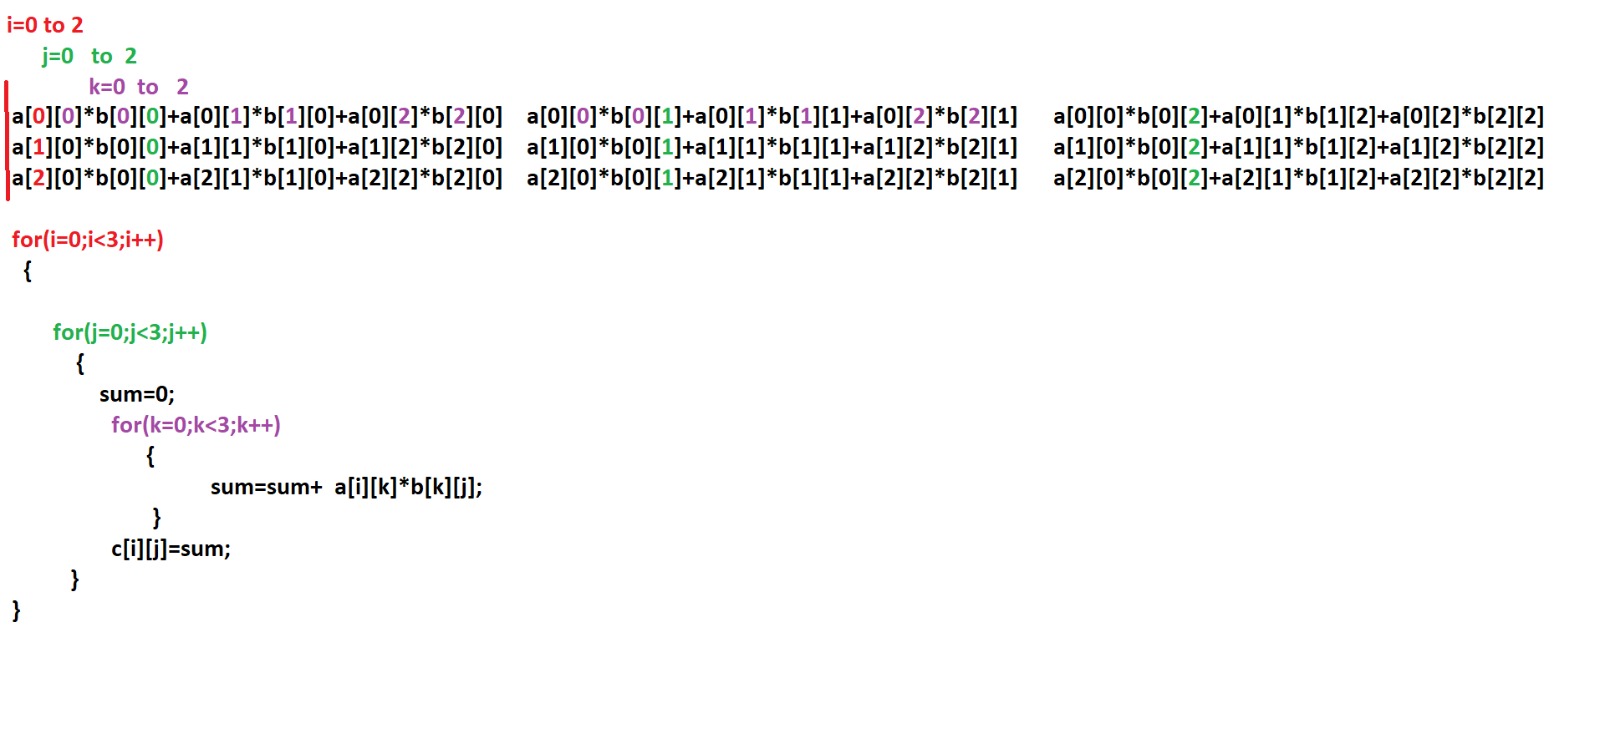 i=0 to 2
j=0 to 2
k=0 to 2
a[0][0]*b[0][0]+a[0][1]*b[1][0]+a[0][2]*b[2][0] a[0][0]*b[0][1]+a[0][1]*b[1][1]+a[0][2]*b[2][1] a[0][0]*b[0][2]+a[0][1]*b[1][2]+a[0][2]*b[2][2]
a[1][0]*b[0][0]+a[1][1]*b[1][0]+a[1][2]*b[2][0] a[1][0]*b[0][1]+a[1][1]*b[1][1]+a[1][2]*b[2][1] a[1][0]*b[0][2]+a[1][1]*b[1][2]+a[1][2]*b[2][2]
a[2][0]*b[0][0]+a[2][1]*b[1][0]+a[2][2]*b[2][0] a[2][0]*b[0][1]+a[2][1]*b[1][1]+a[2][2]*b[2][1] a[2][0]*b[0][2]+a[2][1]*b[1][2]+a[2][2]*b[2][2]
for(i=0;i<3;i++)
{
for(j=0;j<3;j++)
{
sum=0;
for(k=0;k<3;k++)
{
sum=sum+ a[i][k]*b[k][j];
}
c[i][j]=sum;
}
}